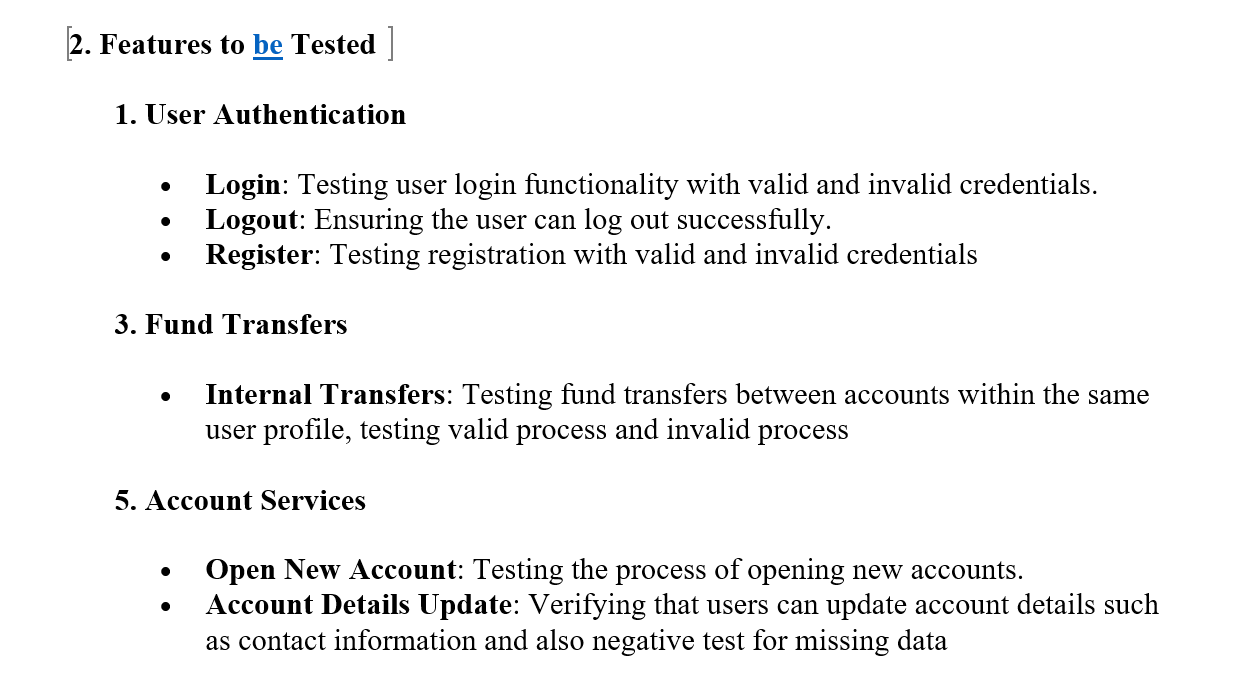 2. Features to be Tested
1. User Authentication
• Login: Testing user login functionality with valid and invalid credentials.
• Logout: Ensuring the user can log out successfully.
• Register: Testing registration with valid and invalid credentials
3. Fund Transfers
• Internal Transfers: Testing fund transfers between accounts within the same
user profile, testing valid process and invalid process
5. Account Services
• Open New Account: Testing the process of opening new accounts.
• Account Details Update: Verifying that users can update account details such
as contact information and also negative test for missing data